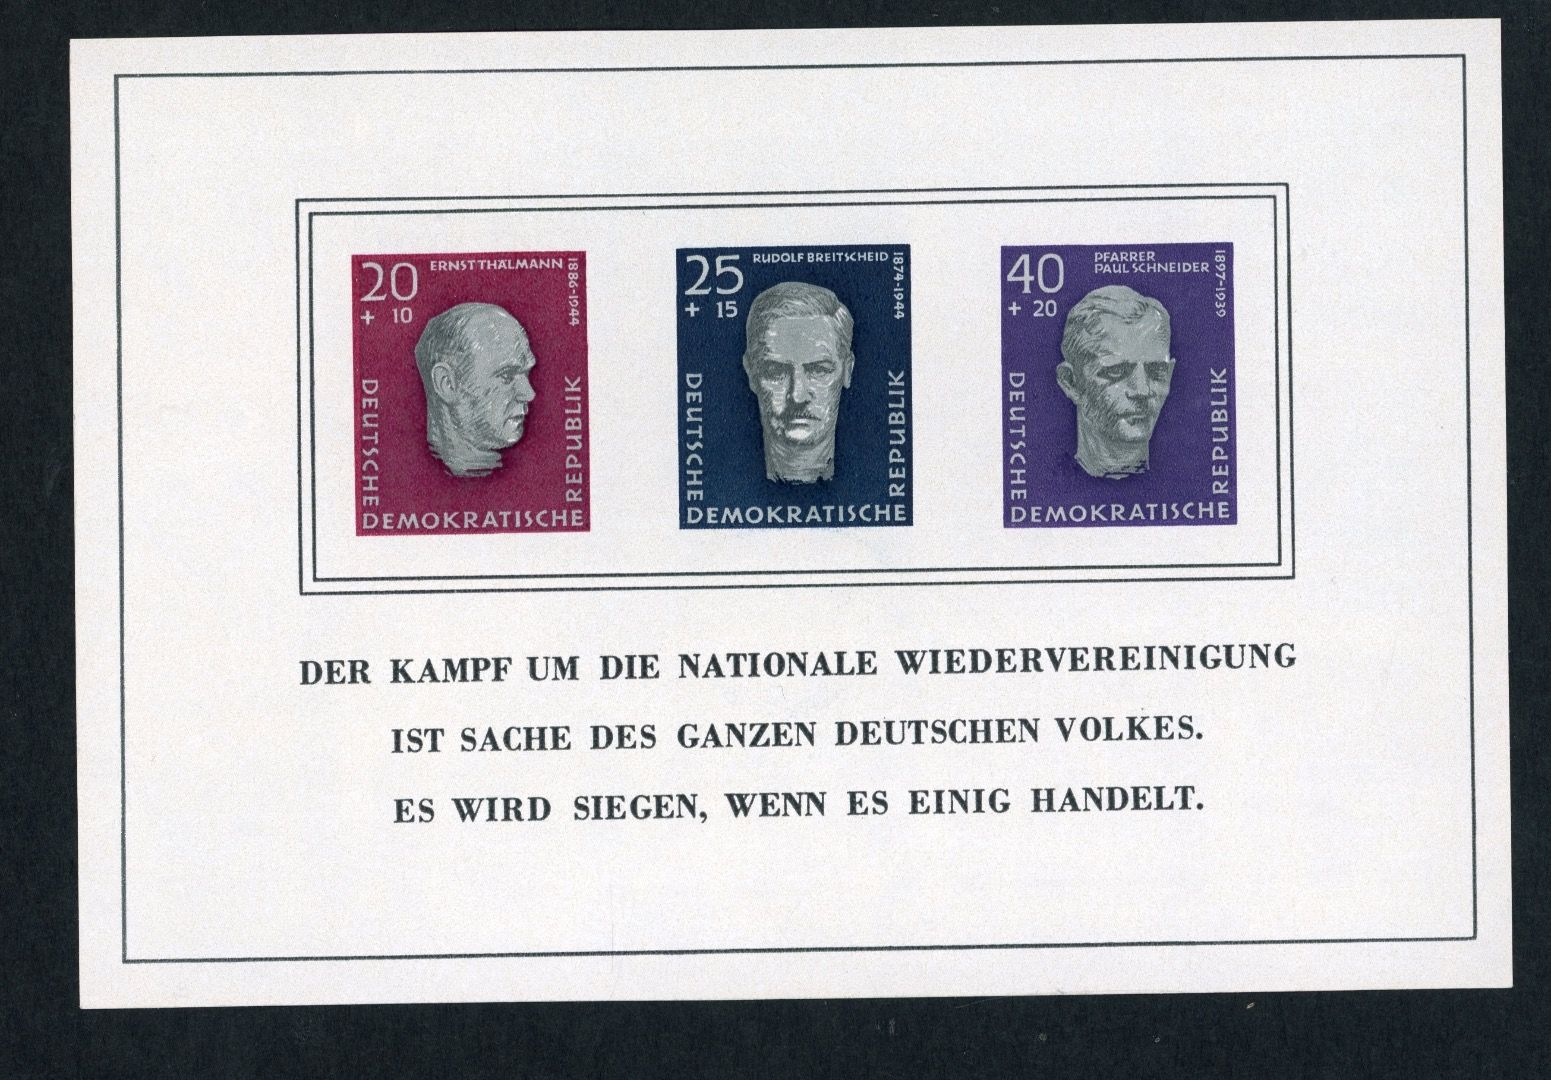 20
+ 10
ERNST THÄLMANN
1886-1944
DEUTSCHE
DEMOKRATISCHE
REPUBLIK
25
+ 15
RUDOLF BREITSCHEID
1874-1944
DEUTSCHE
DEMOKRATISCHE
REPUBLIK
40
+ 20
PFARRER
PAUL SCHNEIDER
1897-1939
DEUTSCHE
DEMOKRATISCHE
REPUBLIK
DER KAMPF UM DIE NATIONALE WIEDERVEREINIGUNG
IST SACHE DES GANZEN DEUTSCHEN VOLKES.
ES WIRD SIEGEN, WENN ES EINIG HANDELT.